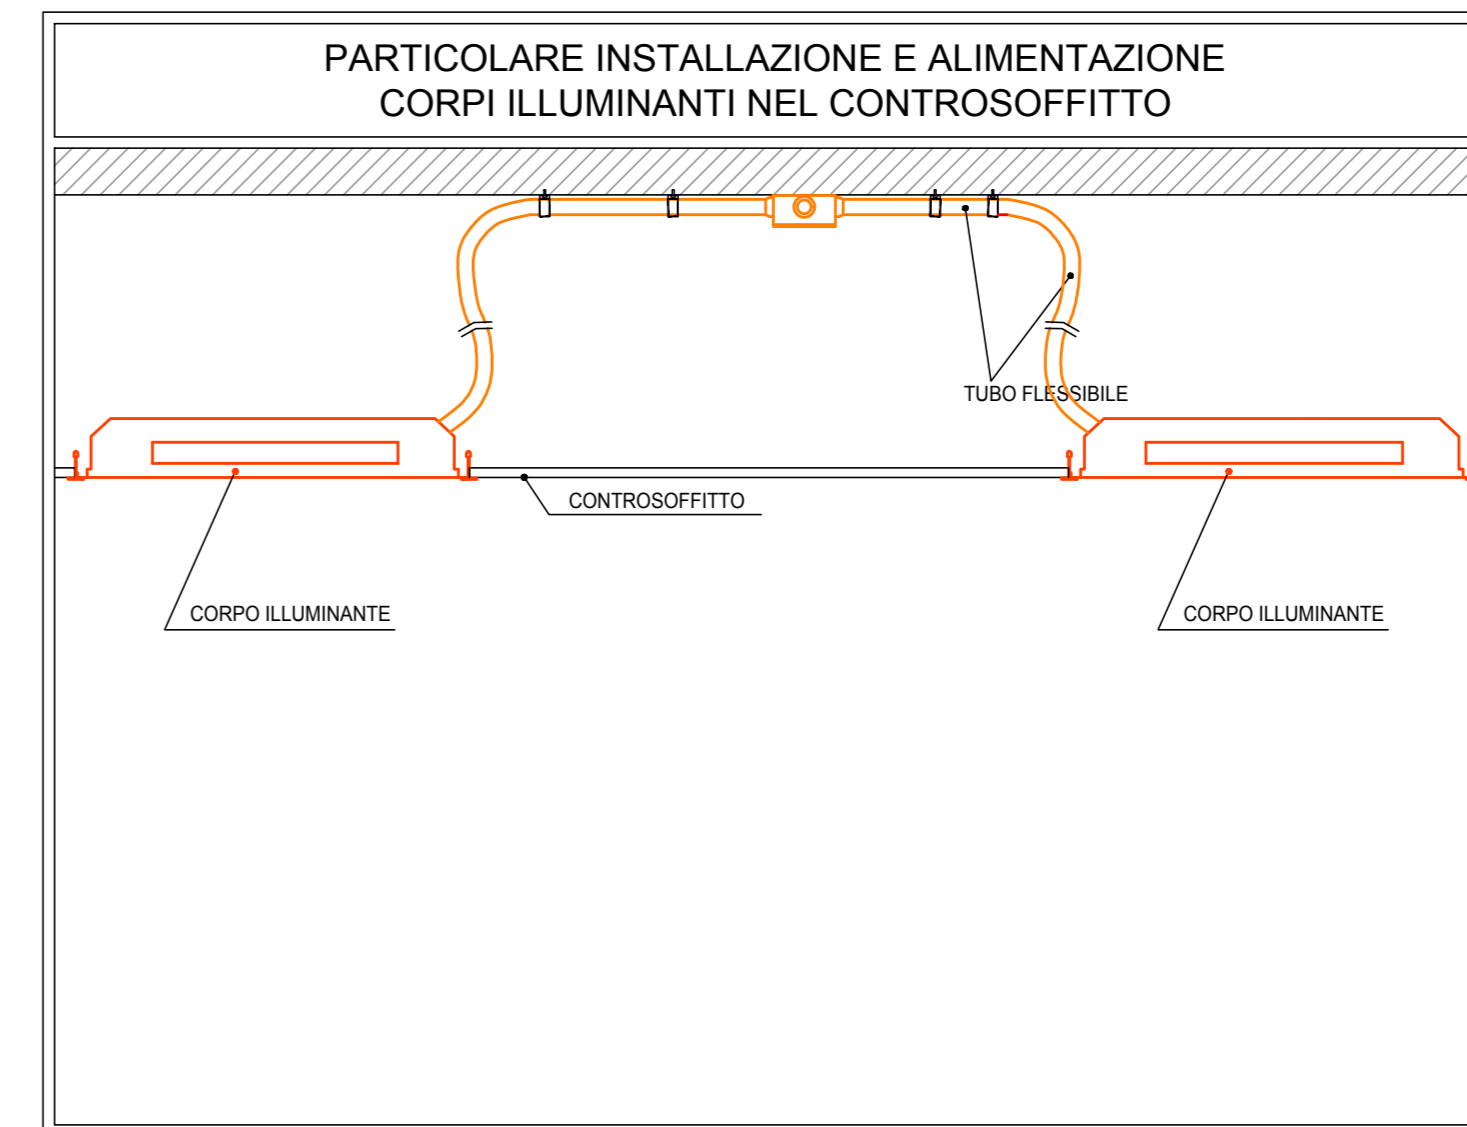 PARTICOLARE INSTALLAZIONE E ALIMENTAZIONE
CORPI ILLUMINANTI NEL CONTROSOFFITTO
TUBO FLESSIBILE
CONTROSOFFITTO
CORPO ILLUMINANTE
CORPO ILLUMINANTE